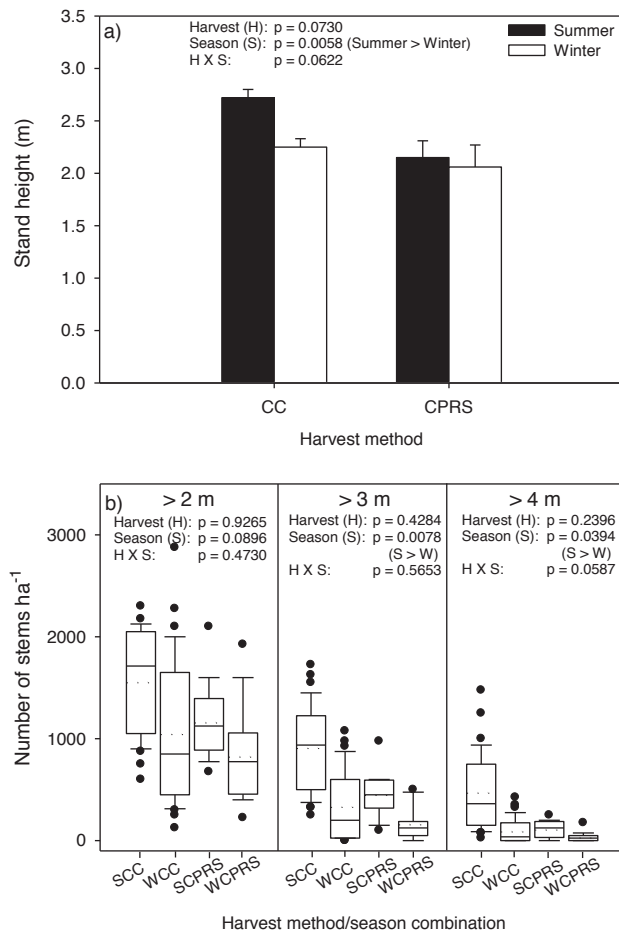 a)
Harvest (H): p = 0.0730
Season (S): p = 0.0058 (Summer > Winter)
H X S: p = 0.0622
Summer
Winter
Stand height (m)
3.5
3.0
2.5
2.0
1.5
1.0
0.5
0.0
CC CPRS
Harvest method
b)
> 2 m
Harvest (H): p = 0.9265
Season (S): p = 0.0896
H X S: p = 0.4730
> 3 m
Harvest (H): p = 0.4284
Season (S): p = 0.0078
(S > W)
H X S: p = 0.5653
> 4 m
Harvest (H): p = 0.2396
Season (S): p = 0.0394
(S > W)
H X S: p = 0.0587
Number of stems ha⁻¹
3000
2000
1000
0
SCC WCC SCPRS WCPRS SCC WCC SCPRS WCPRS SCC WCC SCPRS WCPRS
Harvest method/season combination